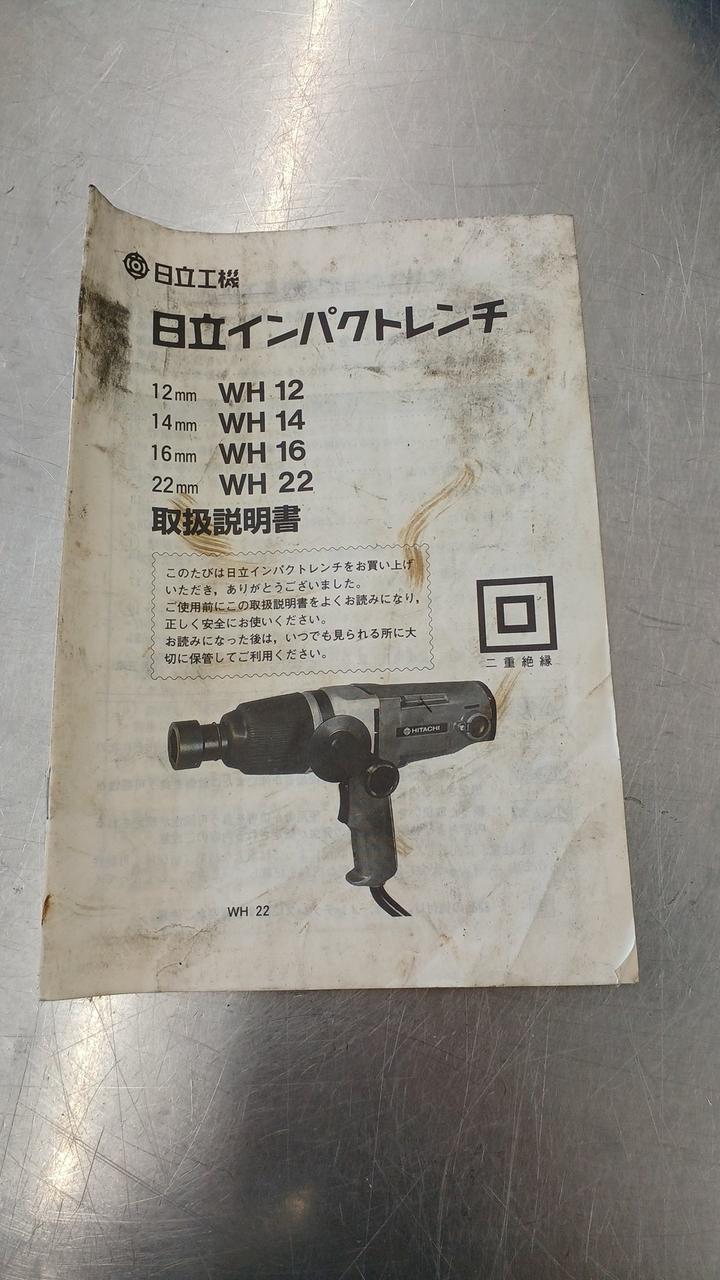 日立工機
日立インパクトレンチ
12mm WH 12
14mm WH 14
16mm WH 16
22mm WH 22
取扱説明書
このたびは日立インパクトレンチをお買い上げ
いただき，ありがとうございました。
ご使用前にこの取扱説明書をよくお読みになり，
正しく安全にお使いください。
お読みになった後は，いつでも見られる所に大
切に保管してご利用ください。
二重絶縁
HITACHI
WH 22